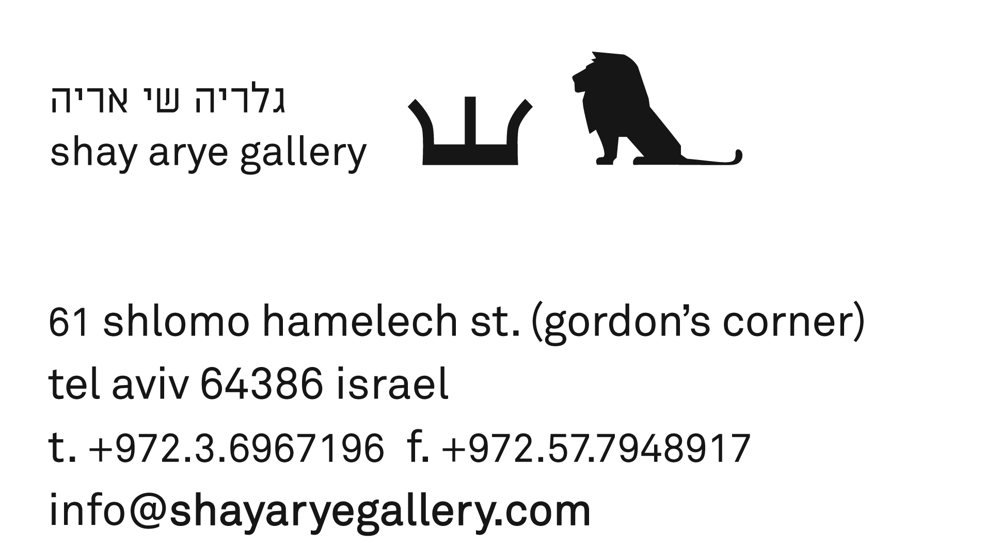 גלריה שי אריה
shay arye gallery
61 shlomo hamelech st. (gordon’s corner)
tel aviv 64386 israel
t. +972.3.6967196 f. +972.57.7948917
info@shayaryegallery.com